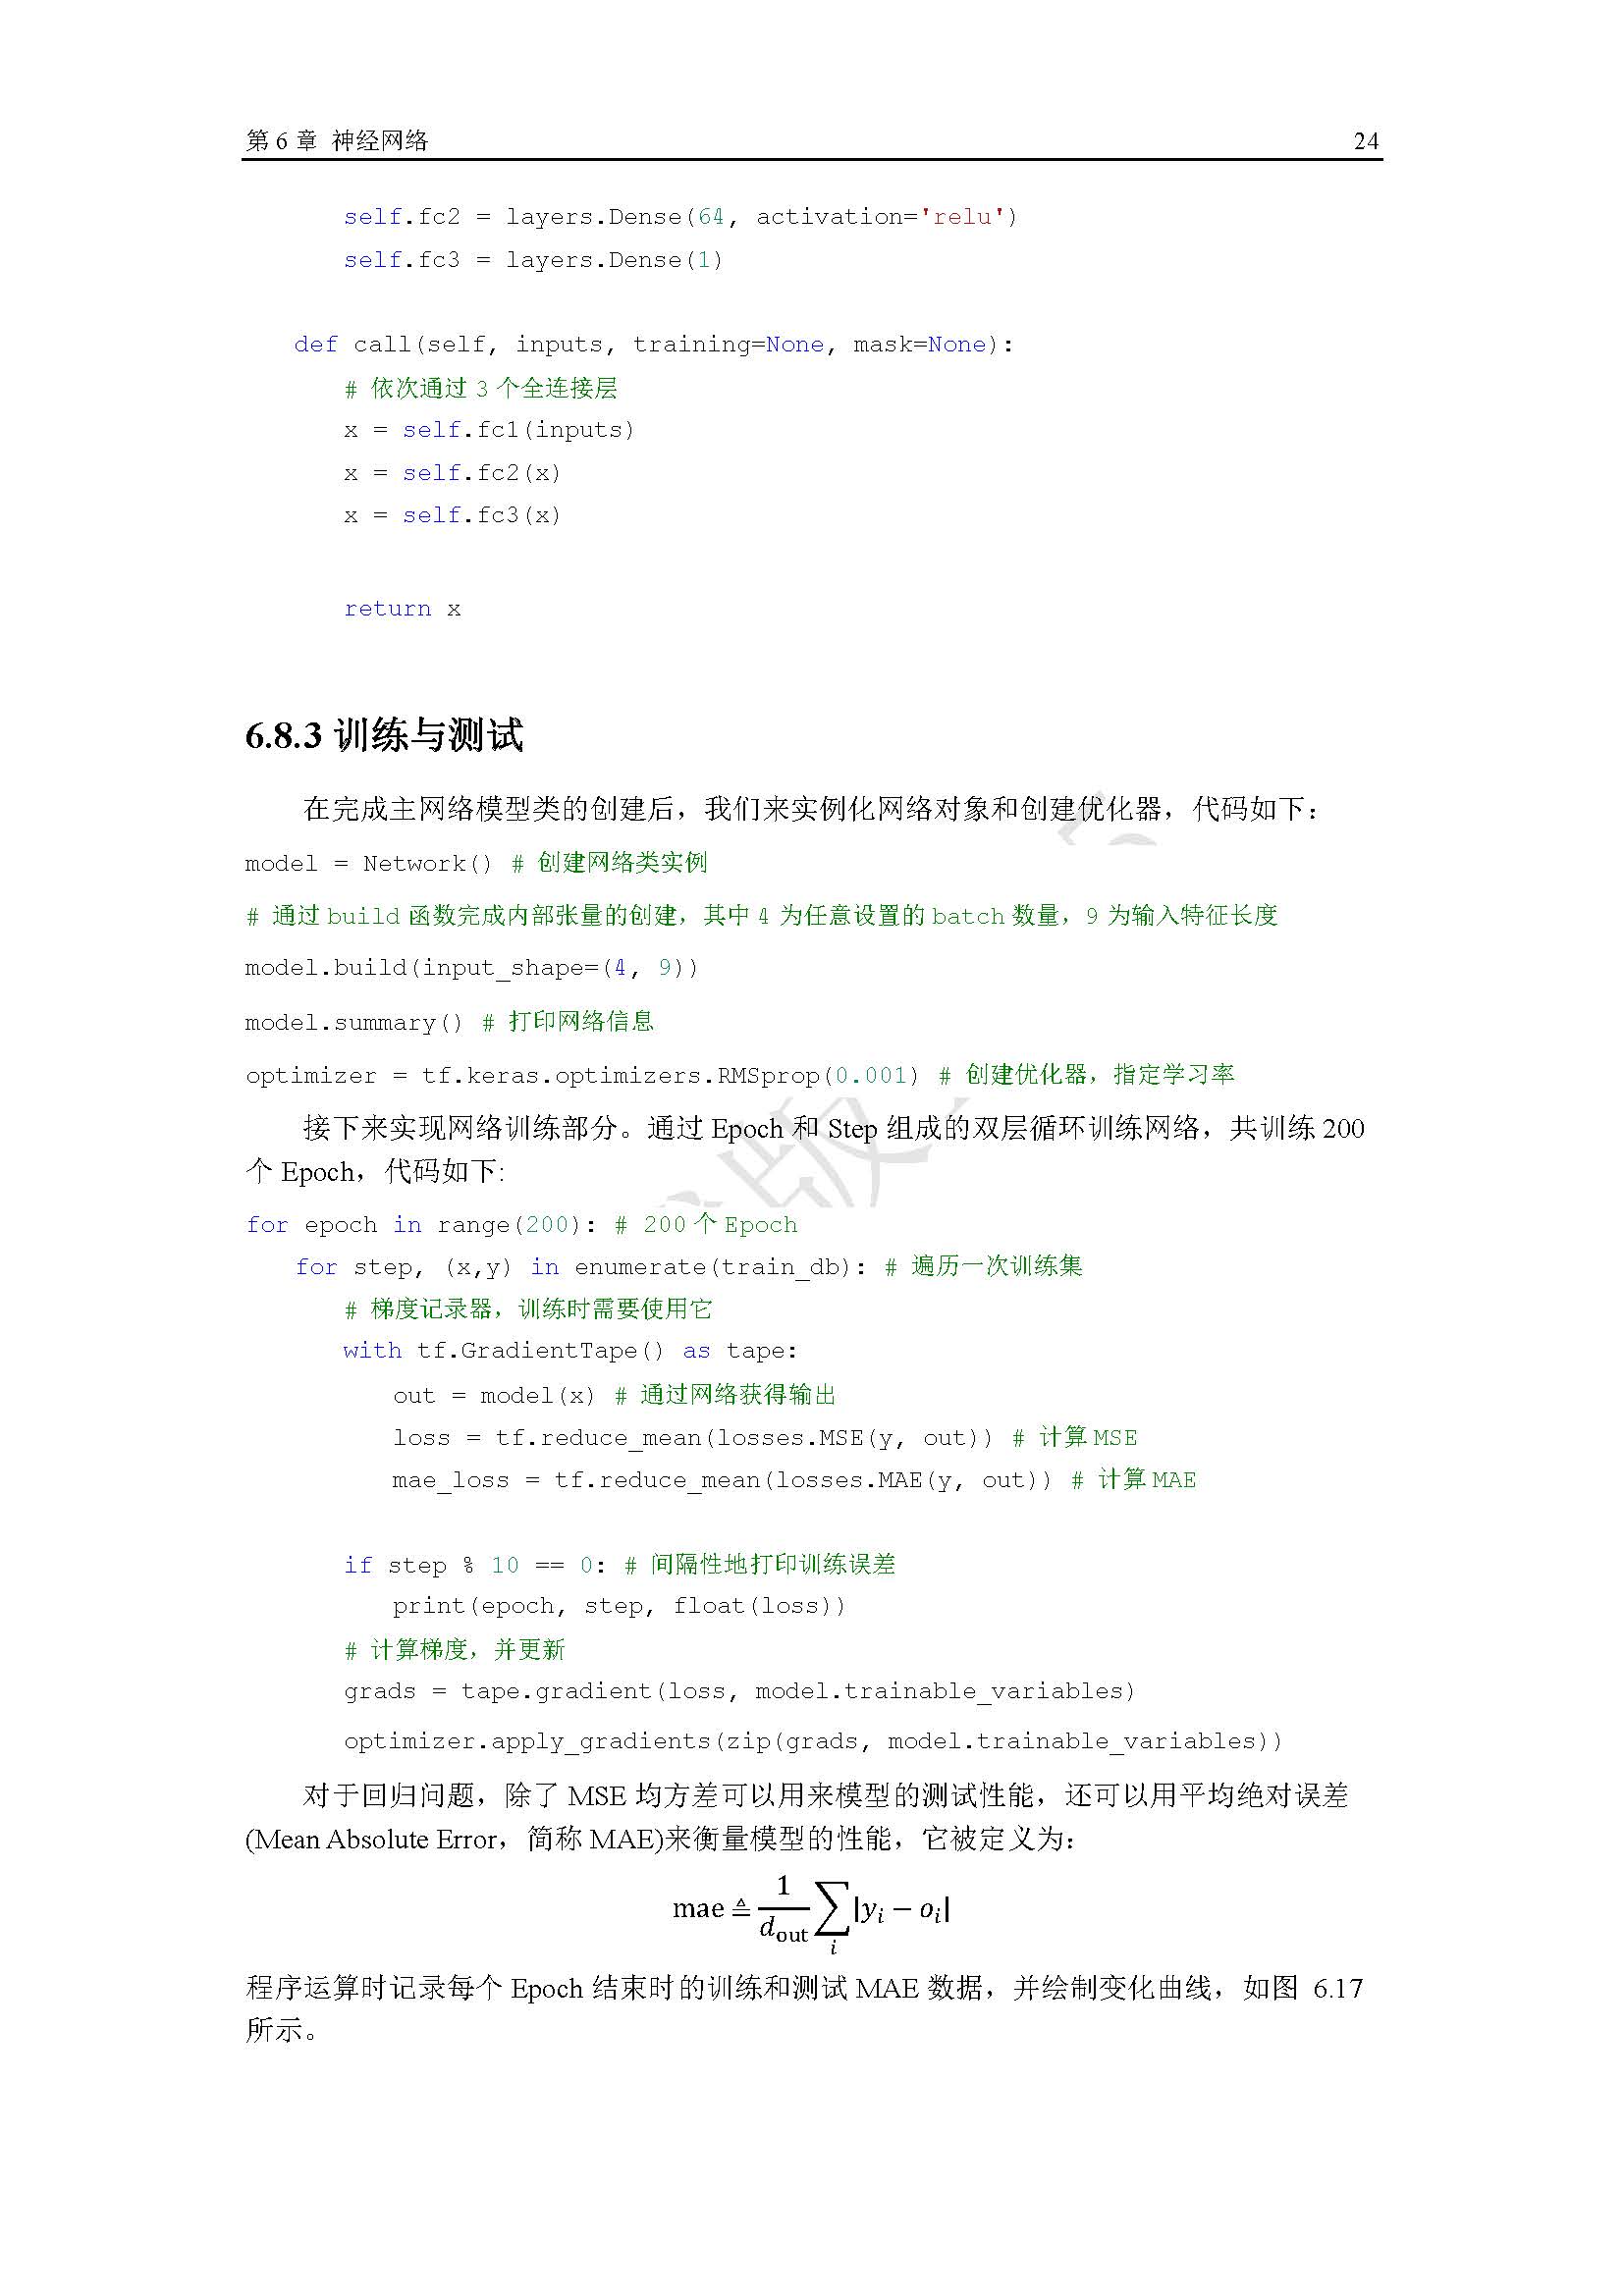 第 6 章 神经网络 24
self.fc2 = layers.Dense(64, activation='relu')
self.fc3 = layers.Dense(1)
def call(self, inputs, training=None, mask=None):
# 依次通过 3 个全连接层
x = self.fc1(inputs)
x = self.fc2(x)
x = self.fc3(x)
return x
6.8.3 训练与测试
在完成主网络模型类的创建后，我们来实例化网络对象和创建优化器，代码如下：
model = Network() # 创建网络类实例
# 通过 build 函数完成内部张量的创建，其中 4 为任意设置的 batch 数量，9 为输入特征长度
model.build(input_shape=(4, 9))
model.summary() # 打印网络信息
optimizer = tf.keras.optimizers.RMSprop(0.001) # 创建优化器，指定学习率
接下来实现网络训练部分。通过 Epoch 和 Step 组成的双层循环训练网络，共训练 200
个 Epoch，代码如下:
for epoch in range(200): # 200 个 Epoch
for step, (x,y) in enumerate(train_db): # 遍历一次训练集
# 梯度记录器，训练时需要使用它
with tf.GradientTape() as tape:
out = model(x) # 通过网络获得输出
loss = tf.reduce_mean(losses.MSE(y, out)) # 计算 MSE
mae_loss = tf.reduce_mean(losses.MAE(y, out)) # 计算 MAE
if step % 10 == 0: # 间隔性地打印训练误差
print(epoch, step, float(loss))
# 计算梯度，并更新
grads = tape.gradient(loss, model.trainable_variables)
optimizer.apply_gradients(zip(grads, model.trainable_variables))
对于回归问题，除了 MSE 均方差可以用来模型的测试性能，还可以用平均绝对误差
(Mean Absolute Error，简称 MAE)来衡量模型的性能，它被定义为：
mae ≜ \frac{1}{d_{out}} \sum_i |y_i − o_i|
程序运算时记录每个 Epoch 结束时的训练和测试 MAE 数据，并绘制变化曲线，如图 6.17
所示。